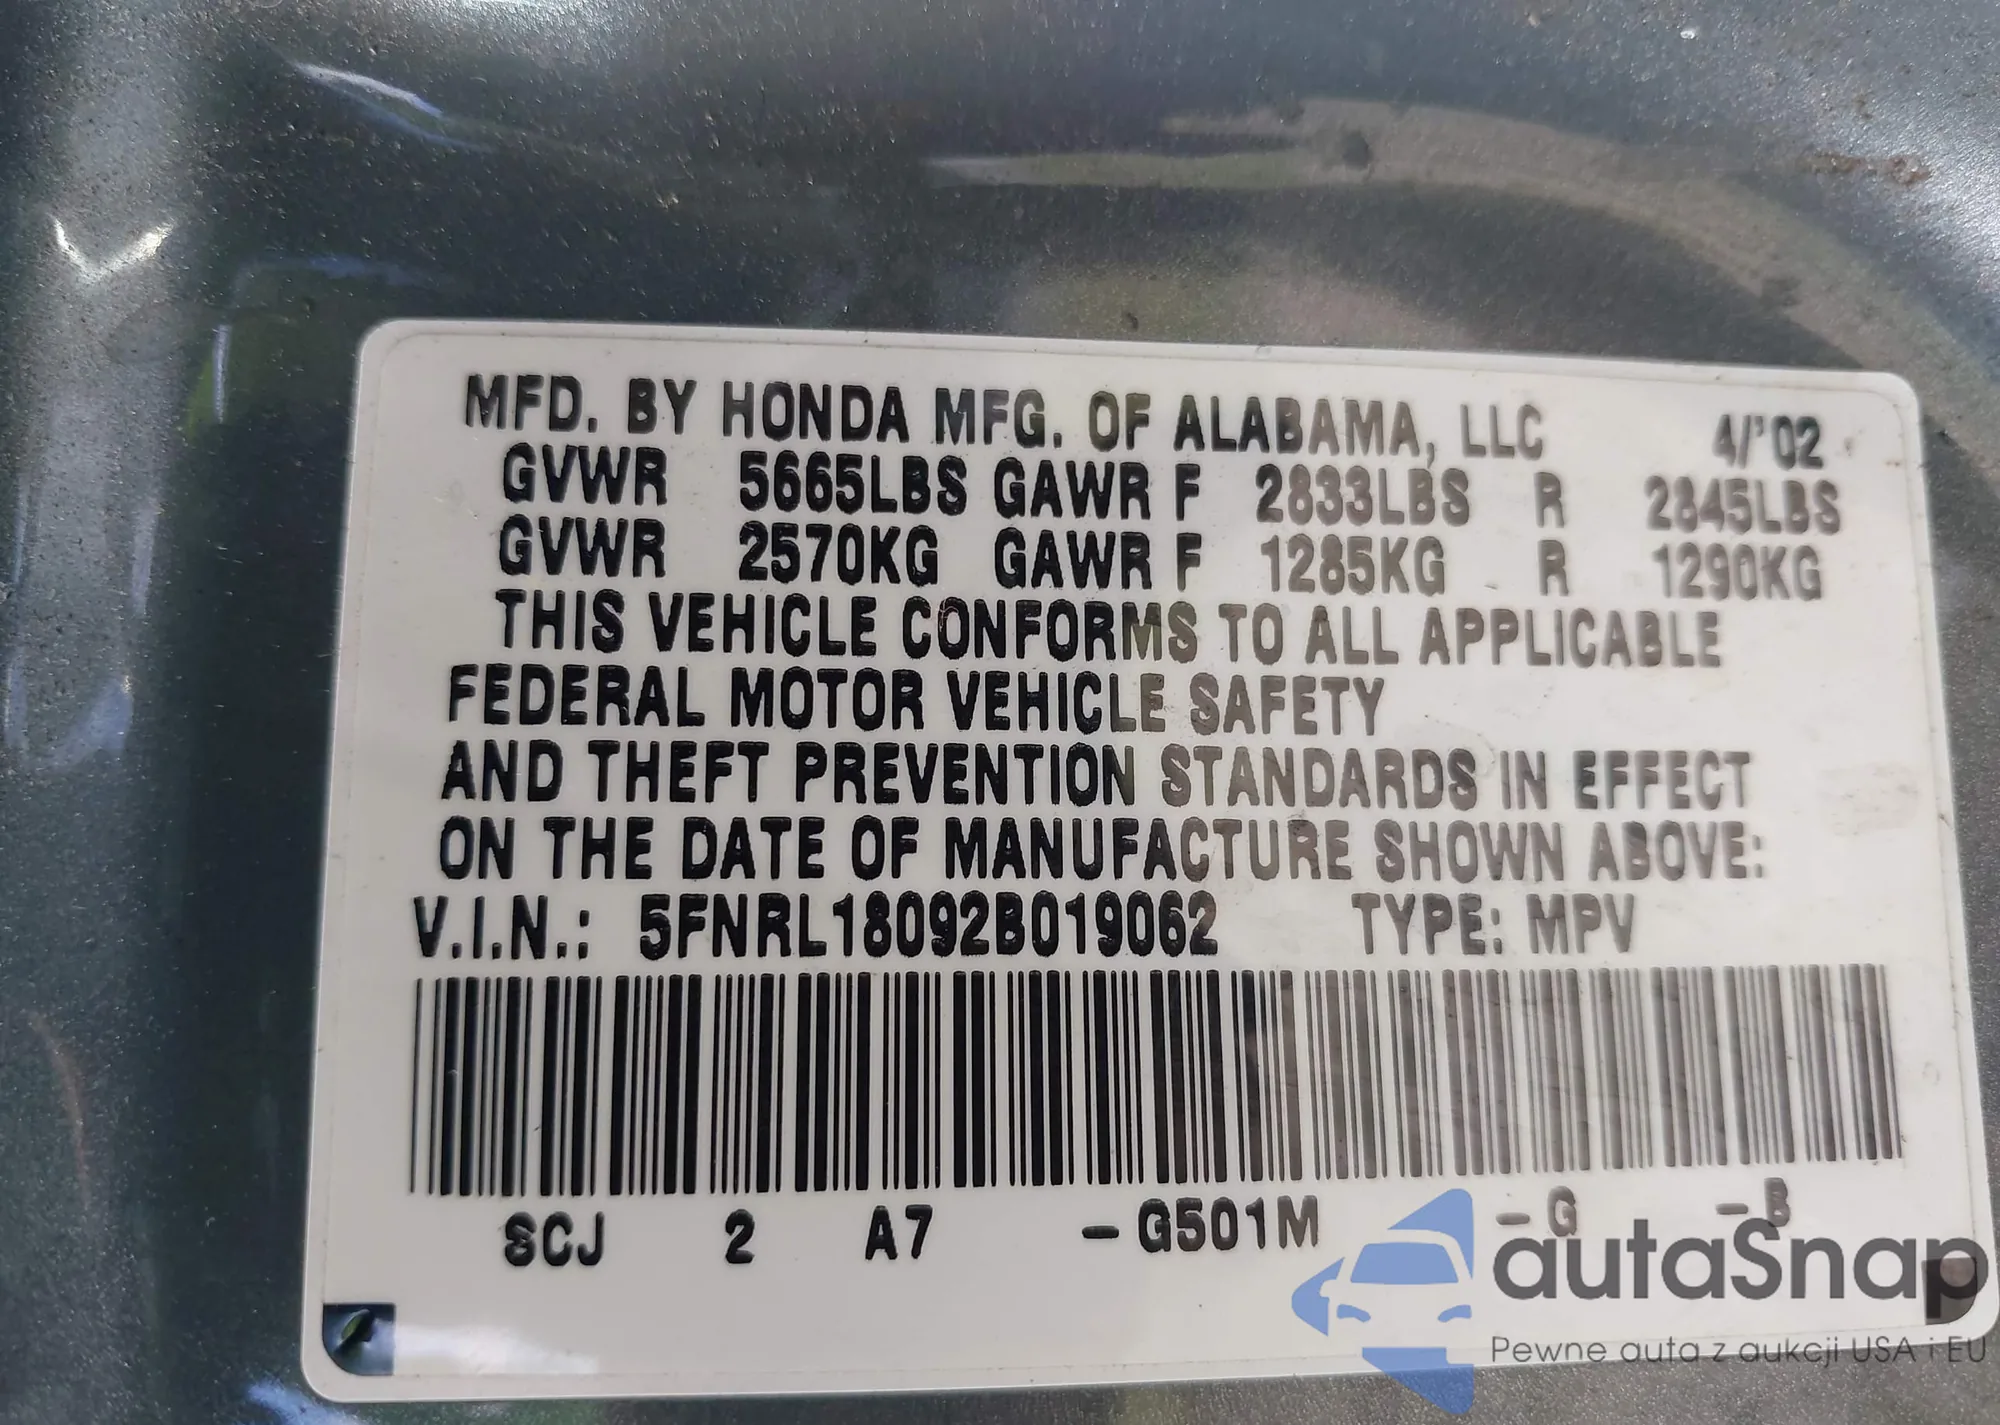 MFD. BY HONDA MFG. OF ALABAMA, LLC 4/'02
GVWR 5665LBS GAWR F 2833LBS R 2845LBS
GVWR 2570KG GAWR F 1285KG R 1290KG
THIS VEHICLE CONFORMS TO ALL APPLICABLE
FEDERAL MOTOR VEHICLE SAFETY
AND THEFT PREVENTION STANDARDS IN EFFECT
ON THE DATE OF MANUFACTURE SHOWN ABOVE:
V.I.N.: 5FNRL18092B019062 TYPE: MPV
SCJ 2 A7 -G501M -G -B
autaSnap
Pewne auta z aukcji USA i EU